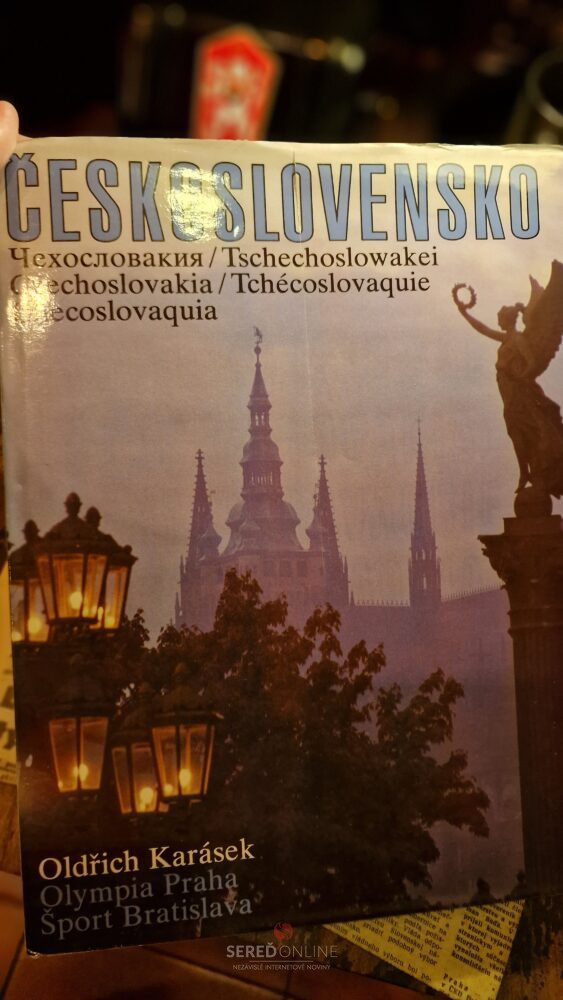 ČESKOSLOVENSKO
Чехословакия / Tschechoslowakei
Czechoslovakia / Tchécoslovaquie
Checoslovaquia
Oldřich Karásek
Olympia Praha
Šport Bratislava
SEREĎONLINE
NEZÁVISLÉ INTERNETOVÉ NOVINY